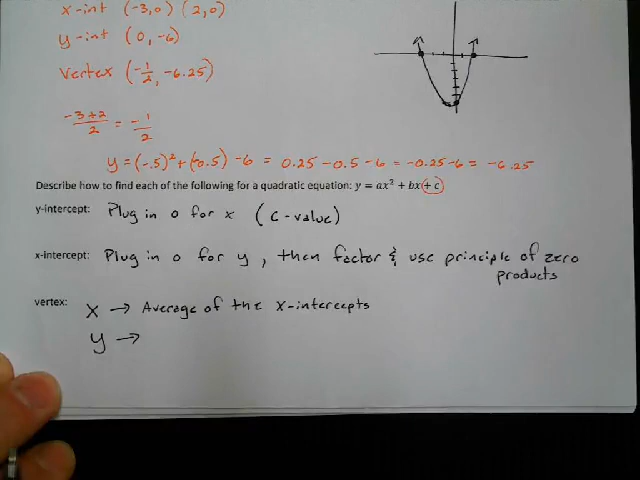 x-int (-3,0) (2,0)
y-int (0,-6)
vertex (-1/2, -6.25)
-3+2/2 = -1/2
y = (-.5)² + (-0.5) - 6 = 0.25 - 0.5 - 6 = -0.25 - 6 = -6.25
Describe how to find each of the following for a quadratic equation: y = ax² + bx + c
y-intercept: Plug in 0 for x (c-value)
x-intercept: Plug in 0 for y, then factor & use principle of zero
products
vertex: x → Average of the x-intercepts
y →